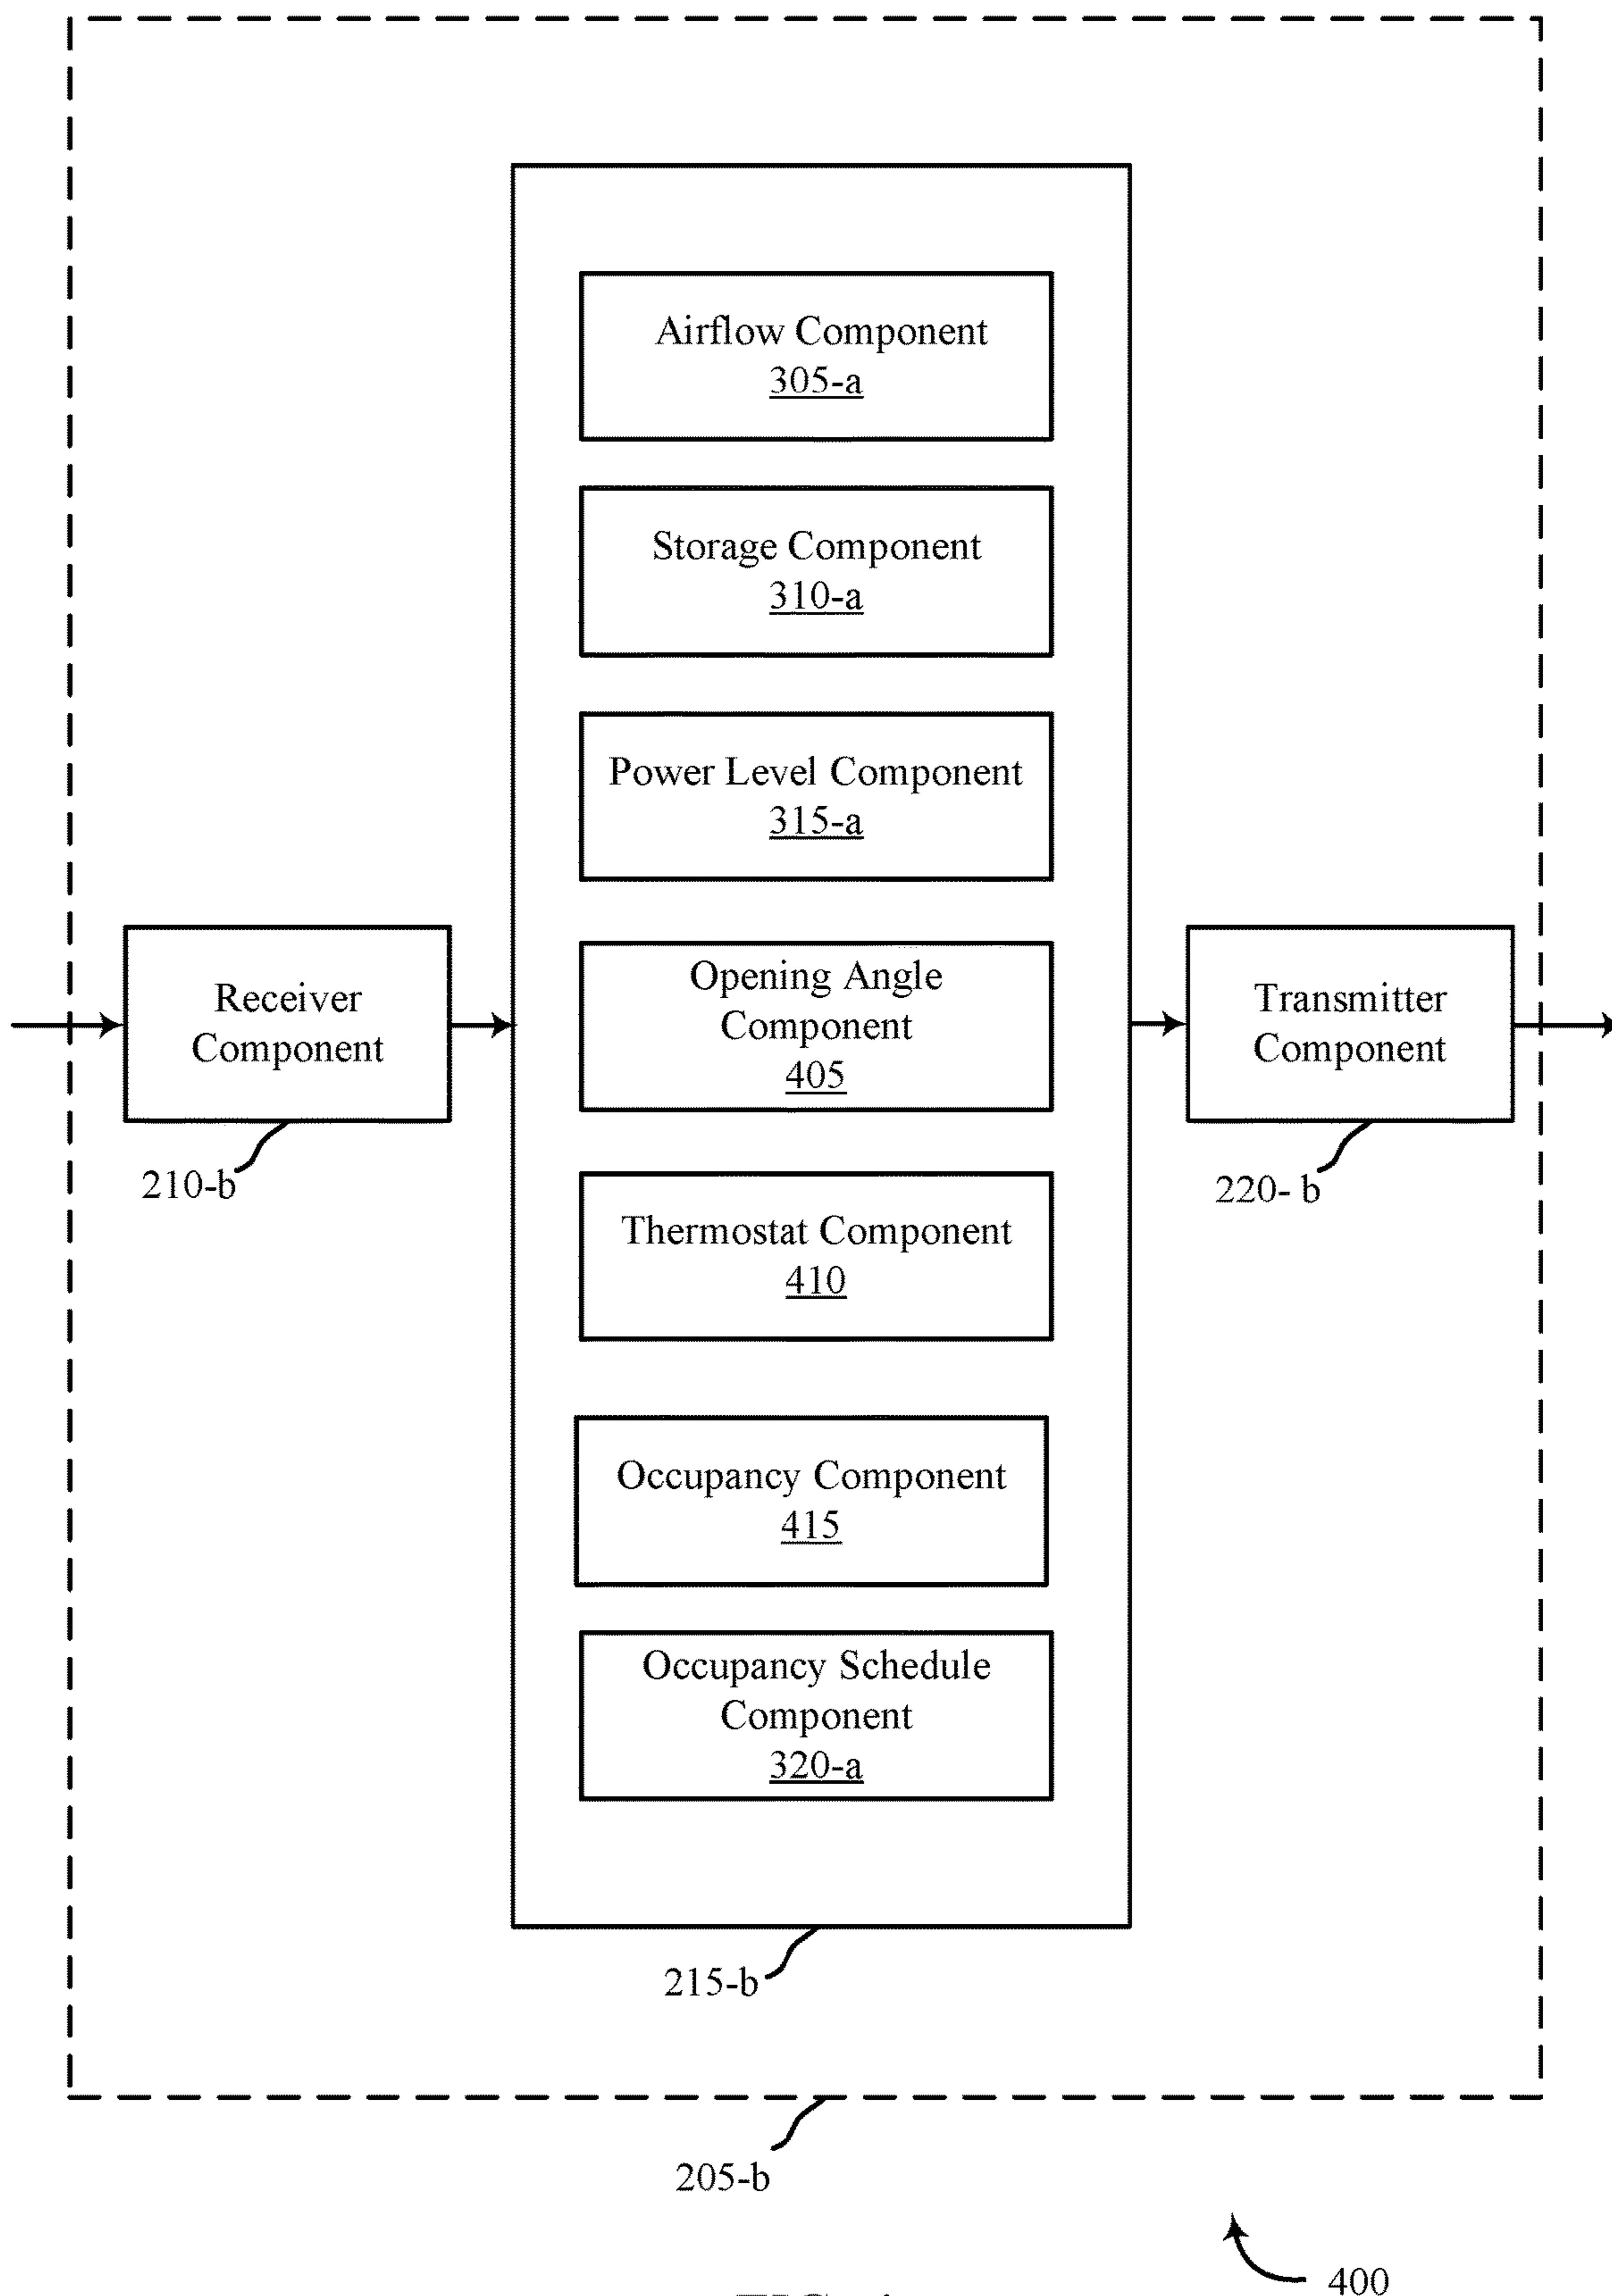 Airflow Component
305-a
Storage Component
310-a
Power Level Component
315-a
Opening Angle
Component
405
Receiver
Component
Transmitter
Component
210-b
220- b
Thermostat Component
410
Occupancy Component
415
Occupancy Schedule
Component
320-a
215-b
205-b
400